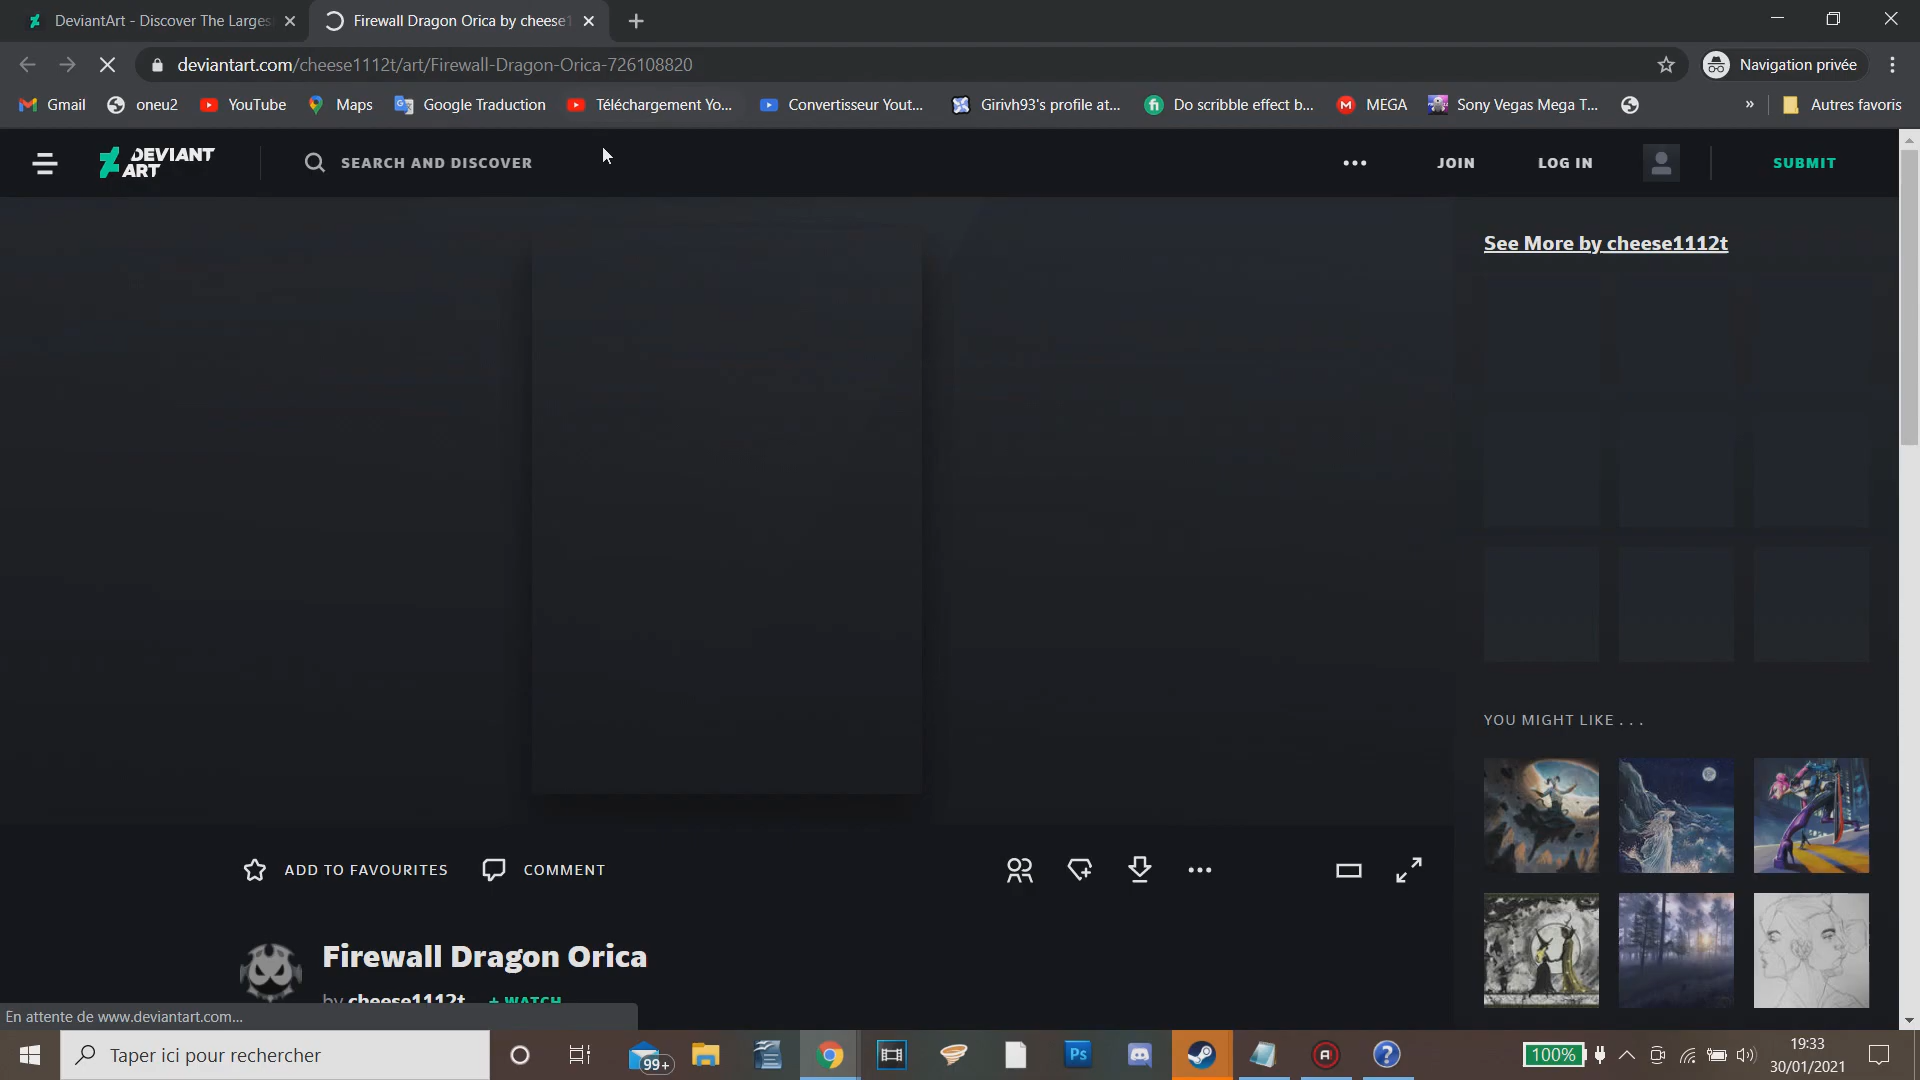 DeviantArt - Discover The Larges
Firewall Dragon Orica by cheese1
deviantart.com/cheese1112t/art/Firewall-Dragon-Orica-726108820
Navigation privée
Gmail
oneu2
YouTube
Maps
Google Traduction
Téléchargement Yo...
Convertisseur Yout...
Girivh93's profile at...
Do scribble effect b...
MEGA
Sony Vegas Mega T...
»
Autres favoris
DEVIANT
ART
SEARCH AND DISCOVER
JOIN
LOG IN
SUBMIT
See More by cheese1112t
YOU MIGHT LIKE . . .
ADD TO FAVOURITES
COMMENT
Firewall Dragon Orica
by cheese1112t + WATCH
En attente de www.deviantart.com...
Taper ici pour rechercher
99+
Ps
100%
19:33
30/01/2021